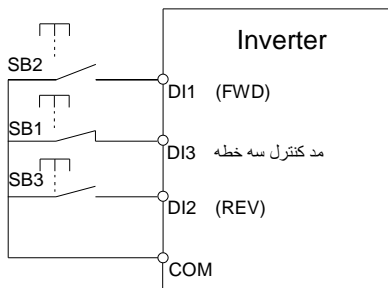 Inverter
SB2
DI1 (FWD)
SB1
DI3 مد کنترل سه خطه
SB3
DI2 (REV)
COM